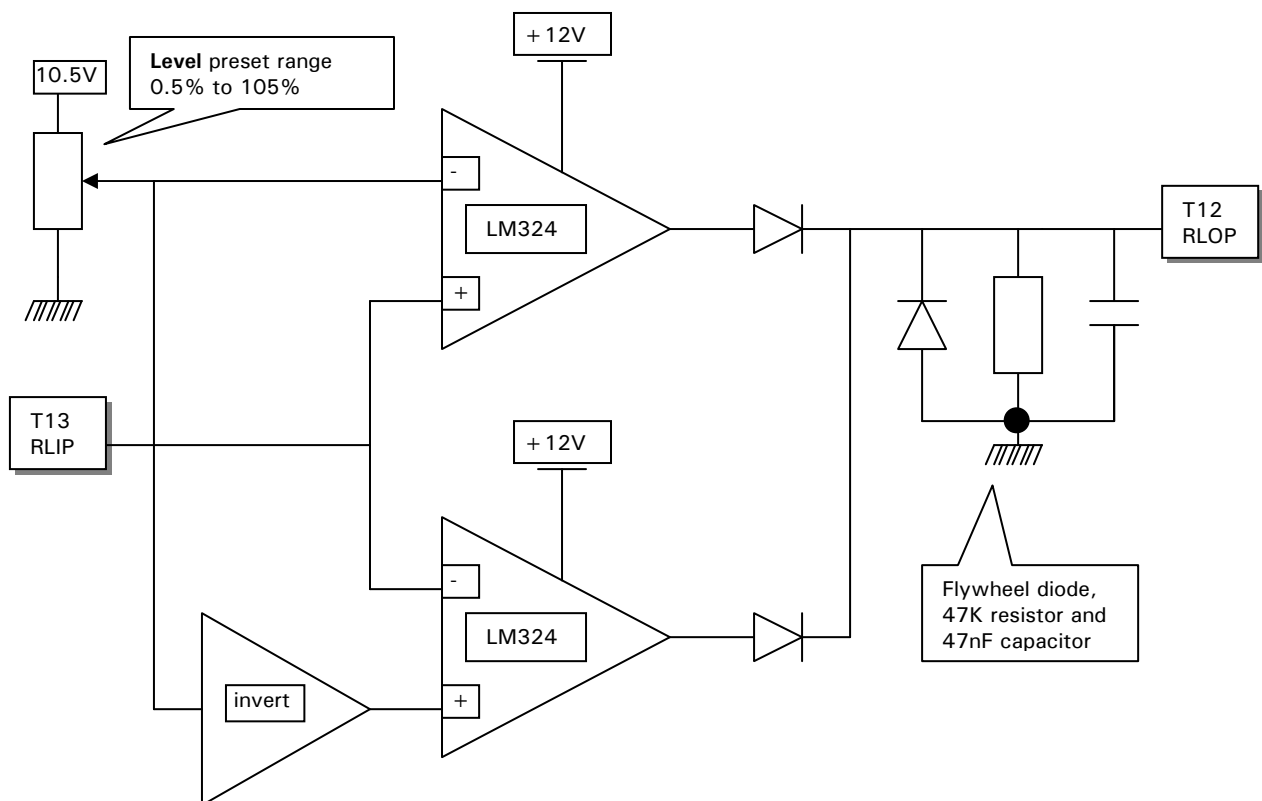 +12V
Level preset range
0.5% to 105%
10.5V
-
LM324
+
T12
RLOP
T13
RLIP
+12V
-
LM324
+
invert
Flywheel diode,
47K resistor and
47nF capacitor